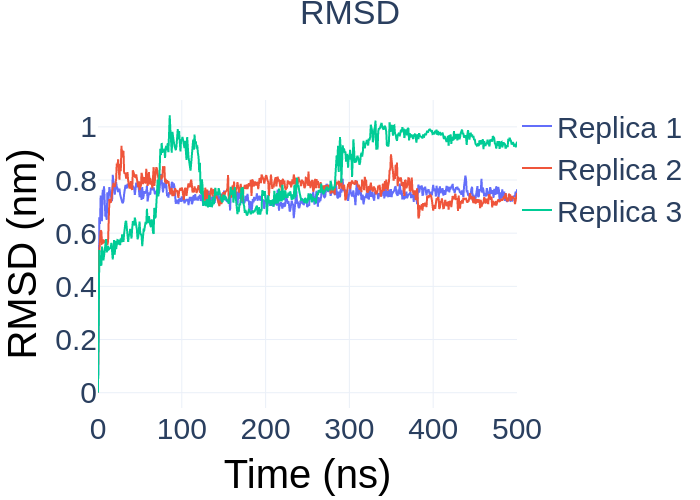 RMSD
RMSD (nm)
1
0.8
0.6
0.4
0.2
0
0 100 200 300 400 500
Time (ns)
Replica 1
Replica 2
Replica 3